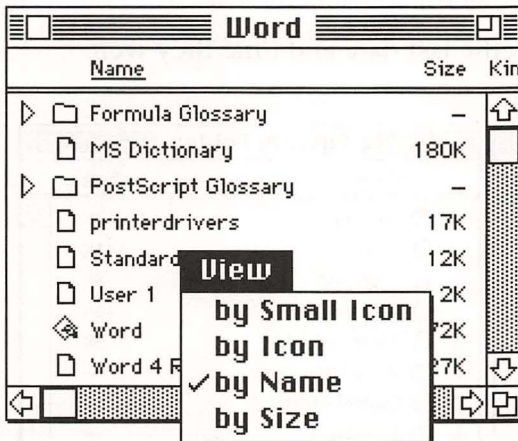 Word
Name Size Kin
Formula Glossary –
MS Dictionary 180K
PostScript Glossary –
printerdrivers 17K
Standard 12K
User 1 2K
Word 72K
Word 4 R 27K
View
by Small Icon
by Icon
✓by Name
by Size